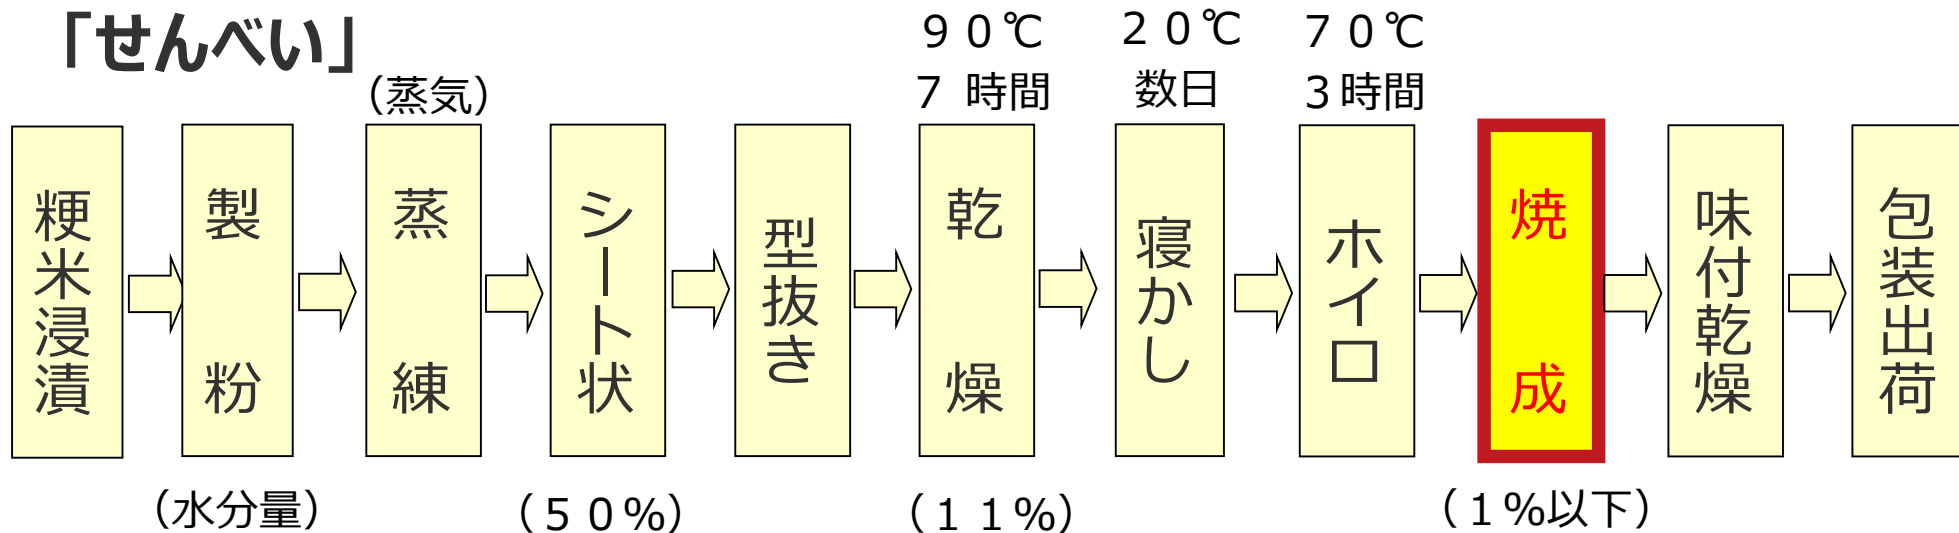 「せんべい」
(蒸気)
90℃
7 時間
20℃
数日
70℃
3時間
粳米浸漬
製粉
蒸練
シート状
型抜き
乾燥
寝かし
ホイロ
焼成
味付乾燥
包装出荷
(水分量)
(50%)
(11%)
(1%以下)